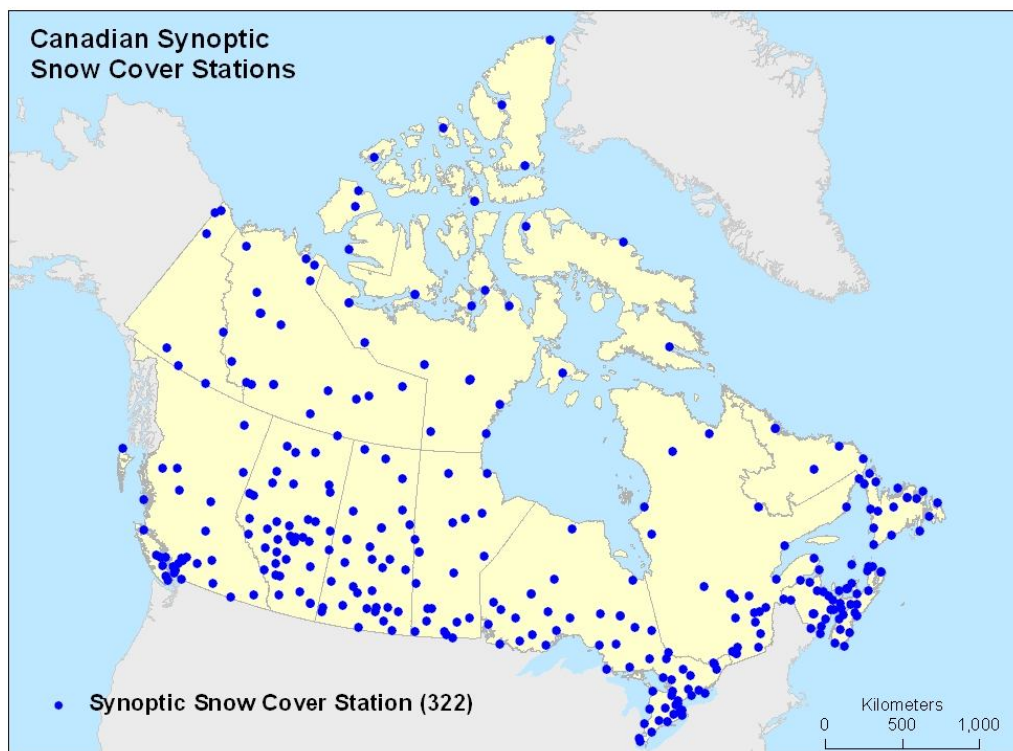 Canadian Synoptic
Snow Cover Stations
Synoptic Snow Cover Station (322)
Kilometers
0 500 1,000